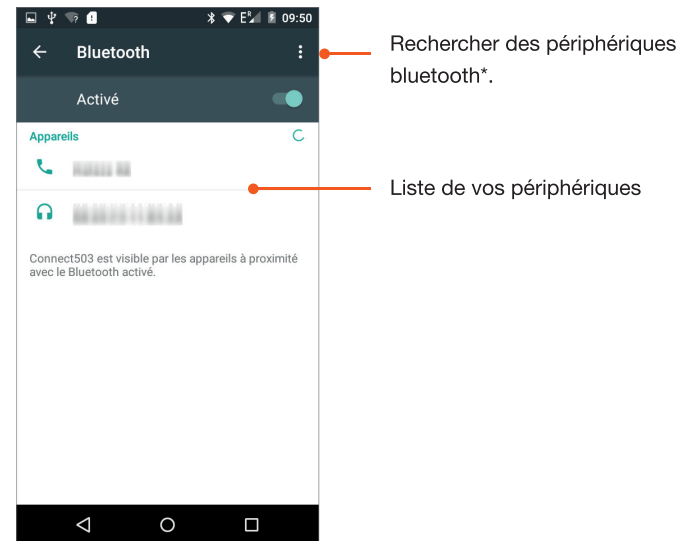 ? E R 09:50
Bluetooth
Rechercher des périphériques
bluetooth*.
Activé
Appareils
Liste de vos périphériques
Connect503 est visible par les appareils à proximité
avec le Bluetooth activé.